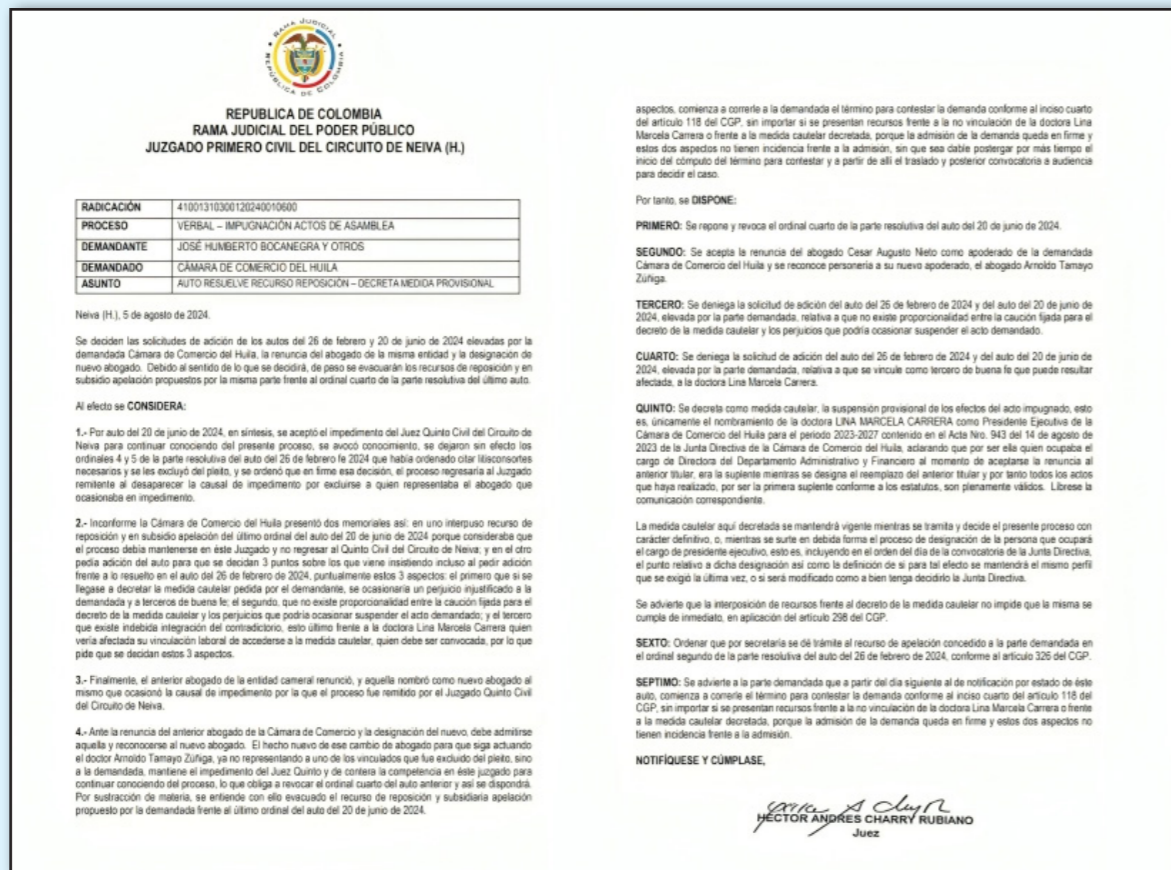 RAMA JUDICIAL
REPÚBLICA DE COLOMBIA
REPUBLICA DE COLOMBIA
RAMA JUDICIAL DEL PODER PÚBLICO
JUZGADO PRIMERO CIVIL DEL CIRCUITO DE NEIVA (H.)
RADICACIÓN 41001310300120240010600
PROCESO VERBAL – IMPUGNACIÓN ACTOS DE ASAMBLEA
DEMANDANTE JOSÉ HUMBERTO BOCANEGRA Y OTROS
DEMANDADO CÁMARA DE COMERCIO DEL HUILA
ASUNTO AUTO RESUELVE RECURSO REPOSICIÓN – DECRETA MEDIDA PROVISIONAL
Neiva (H.), 5 de agosto de 2024.
Se deciden las solicitudes de adición de los autos del 26 de febrero y 20 de junio de 2024 elevadas por la
demandada Cámara de Comercio del Huila, la renuncia del abogado de la misma entidad y la designación de
nuevo abogado. Debido al sentido de lo que se decidirá, de paso se evacuarán los recursos de reposición y en
subsidio apelación propuestos por la misma parte frente al ordinal cuarto de la parte resolutiva del último auto.
Al efecto se CONSIDERA:
1.- Por auto del 20 de junio de 2024, en síntesis, se aceptó el impedimento del Juez Quinto Civil del Circuito de
Neiva para continuar conociendo del presente proceso, se avocó conocimiento, se dejaron sin efecto los
ordinales 4 y 5 de la parte resolutiva del auto del 26 de febrero fe 2024 que había ordenado citar litisconsortes
necesarios y se les excluyó del pleito, y se ordenó que en firme esa decisión, el proceso regresaría al Juzgado
remitente al desaparecer la causal de impedimento por excluirse a quien representaba el abogado que
ocasionaba en impedimento.
2.- Inconforme la Cámara de Comercio del Huila presentó dos memoriales así: en uno interpuso recurso de
reposición y en subsidio apelación del último ordinal del auto del 20 de junio de 2024 porque consideraba que
el proceso debía mantenerse en éste Juzgado y no regresar al Quinto Civil del Circuito de Neiva; y en el otro
pedía adición del auto para que se decidan 3 puntos sobre los que viene insistiendo incluso al pedir adición
frente a lo resuelto en el auto del 26 de febrero de 2024, puntualmente estos 3 aspectos: el primero que si se
llegase a decretar la medida cautelar pedida por el demandante, se ocasionaria un perjuicio injustificado a la
demandada y a terceros de buena fe; el segundo, que no existe proporcionalidad entre la caución fijada para el
decreto de la medida cautelar y los perjuicios que podría ocasionar suspender el acto demandado; y el tercero
que existe indebida integración del contradictorio, esto último frente a la doctora Lina Marcela Carrera quien
vería afectada su vinculación laboral de accederse a la medida cautelar, quien debe ser convocada, por lo que
pide que se decidan estos 3 aspectos.
3.- Finalmente, el anterior abogado de la entidad cameral renunció, y aquella nombró como nuevo abogado al
mismo que ocasionó la causal de impedimento por la que el proceso fue remitido por el Juzgado Quinto Civil
del Circuito de Neiva.
4.- Ante la renuncia del anterior abogado de la Cámara de Comercio y la designación del nuevo, debe admitirse
aquella y reconocerse al nuevo abogado. El hecho nuevo de ese cambio de abogado para que siga actuando
el doctor Arnoldo Tamayo Zúñiga, ya no representando a uno de los vinculados que fue excluido del pleito, sino
a la demandada, mantiene el impedimento del Juez Quinto y de contera la competencia en éste juzgado para
continuar conociendo del proceso, lo que obliga a revocar el ordinal cuarto del auto anterior y así se dispondrá.
Por sustracción de materia, se entiende con ello evacuado el recurso de reposición y subsidiaria apelación
propuesto por la demandada frente al último ordinal del auto del 20 de junio de 2024.
aspectos, comienza a correrle a la demandada el término para contestar la demanda conforme al inciso cuarto
del artículo 118 del CGP, sin importar si se presentan recursos frente a la no vinculación de la doctora Lina
Marcela Carrera o frente a la medida cautelar decretada, porque la admisión de la demanda queda en firme y
estos dos aspectos no tienen incidencia frente a la admisión, sin que sea dable postergar por más tiempo el
inicio del cómputo del término para contestar y a partir de allí el traslado y posterior convocatoria a audiencia
para decidir el caso.
Por tanto, se DISPONE:
PRIMERO: Se repone y revoca el ordinal cuarto de la parte resolutiva del auto del 20 de junio de 2024.
SEGUNDO: Se acepta la renuncia del abogado Cesar Augusto Nieto como apoderado de la demandada
Cámara de Comercio del Huila y se reconoce personería a su nuevo apoderado, el abogado Arnoldo Tamayo
Zúñiga.
TERCERO: Se deniega la solicitud de adición del auto del 26 de febrero de 2024 y del auto del 20 de junio de
2024, elevada por la parte demandada, relativa a que no existe proporcionalidad entre la caución fijada para el
decreto de la medida cautelar y los perjuicios que podría ocasionar suspender el acto demandado.
CUARTO: Se deniega la solicitud de adición del auto del 26 de febrero de 2024 y del auto del 20 de junio de
2024, elevada por la parte demandada, relativa a que se vincule como tercero de buena fe que puede resultar
afectada, a la doctora Lina Marcela Carrera.
QUINTO: Se decreta como medida cautelar, la suspensión provisional de los efectos del acto impugnado, esto
es, únicamente el nombramiento de la doctora LINA MARCELA CARRERA como Presidente Ejecutiva de la
Cámara de Comercio del Huila para el periodo 2023-2027 contenido en el Acta Nro. 943 del 14 de agosto de
2023 de la Junta Directiva de la Cámara de Comercio del Huila, aclarando que por ser ella quien ocupaba el
cargo de Directora del Departamento Administrativo y Financiero al momento de aceptarse la renuncia al
anterior titular, era la suplente mientras se designa el reemplazo del anterior titular y por tanto todos los actos
que haya realizado, por ser la primera suplente conforme a los estatutos, son plenamente válidos. Líbrese la
comunicación correspondiente.
La medida cautelar aquí decretada se mantendrá vigente mientras se tramita y decide el presente proceso con
carácter definitivo, o, mientras se surte en debida forma el proceso de designación de la persona que ocupará
el cargo de presidente ejecutivo, esto es, incluyendo en el orden del día de la convocatoria de la Junta Directiva,
el punto relativo a dicha designación así como la definición de si para tal efecto se mantendrá el mismo perfil
que se exigió la última vez, o si será modificado como a bien tenga decidirlo la Junta Directiva.
Se advierte que la interposición de recursos frente al decreto de la medida cautelar no impide que la misma se
cumpla de inmediato, en aplicación del artículo 298 del CGP.
SEXTO: Ordenar que por secretaría se dé trámite al recurso de apelación concedido a la parte demandada en
el ordinal segundo de la parte resolutiva del auto del 26 de febrero de 2024, conforme al artículo 326 del CGP.
SEPTIMO: Se advierte a la parte demandada que a partir del día siguiente al de notificación por estado de éste
auto, comienza a correrle el término para contestar la demanda conforme al inciso cuarto del artículo 118 del
CGP, sin importar si se presentan recursos frente a la no vinculación de la doctora Lina Marcela Carrera o frente
a la medida cautelar decretada, porque la admisión de la demanda queda en firme y estos dos aspectos no
tienen incidencia frente a la admisión.
NOTIFÍQUESE Y CÚMPLASE,
HÉCTOR ANDRÉS CHARRY RUBIANO
Juez